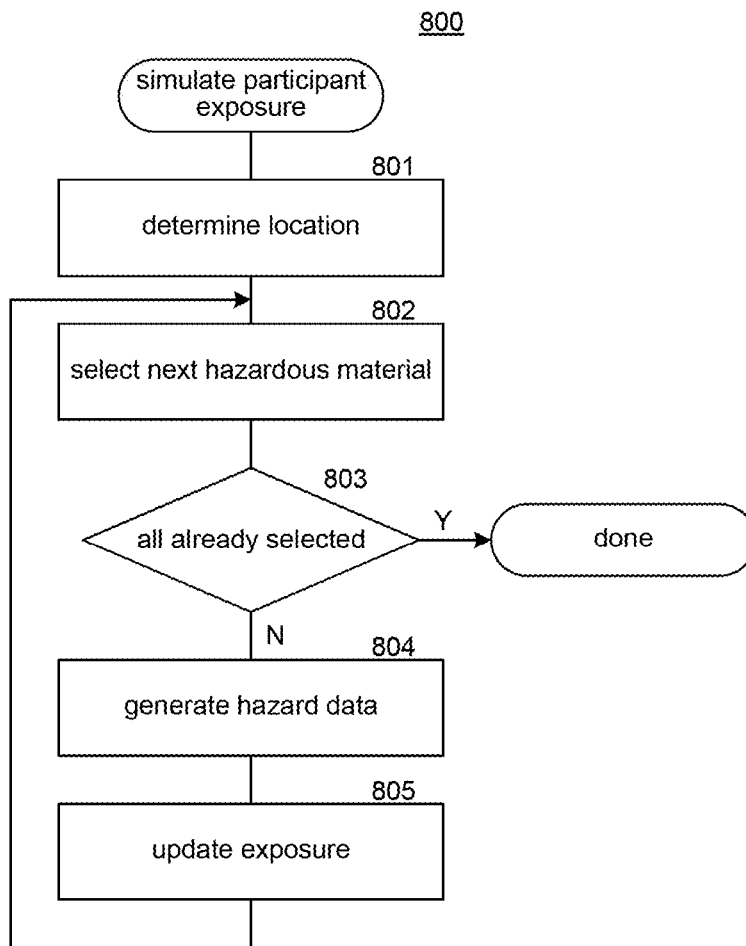 800
simulate participant
exposure
801
determine location
802
select next hazardous material
803
all already selected
Y
done
N
804
generate hazard data
805
update exposure